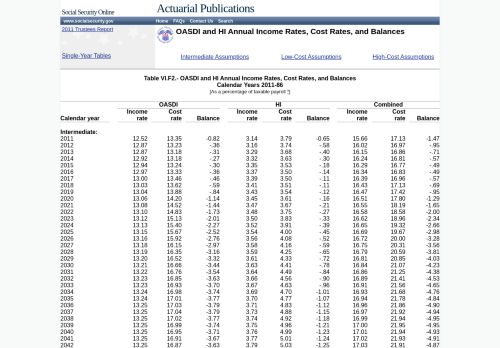 Social Security Online
Actuarial Publications
www.socialsecurity.gov Home FAQs Contact Us Search
2011 Trustees Report
OASDI and HI Annual Income Rates, Cost Rates, and Balances
Single-Year Tables
Intermediate Assumptions Low-Cost Assumptions High-Cost Assumptions
Table VI.F2.- OASDI and HI Annual Income Rates, Cost Rates, and Balances
Calendar Years 2011-86
[As a percentage of taxable payroll]
OASDI HI Combined
Calendar year Income rate Cost rate Balance Income rate Cost rate Balance Income rate Cost rate Balance
Intermediate:
2011 12.52 13.35 -0.82 3.14 3.79 -0.65 15.66 17.13 -1.47
2012 12.87 13.23 -.36 3.16 3.74 -.58 16.02 16.97 -.95
2013 12.87 13.18 -.31 3.29 3.68 -.40 16.15 16.86 -.71
2014 12.92 13.18 -.27 3.32 3.63 -.30 16.24 16.81 -.57
2015 12.94 13.24 -.30 3.35 3.53 -.18 16.29 16.77 -.49
2016 12.97 13.33 -.36 3.37 3.50 -.14 16.34 16.83 -.49
2017 13.00 13.46 -.46 3.39 3.50 -.11 16.39 16.96 -.57
2018 13.03 13.62 -.59 3.41 3.51 -.11 16.43 17.13 -.69
2019 13.04 13.88 -.84 3.43 3.54 -.12 16.47 17.42 -.95
2020 13.06 14.20 -1.14 3.45 3.61 -.16 16.51 17.80 -1.29
2021 13.08 14.52 -1.44 3.47 3.67 -.21 16.55 18.19 -1.65
2022 13.10 14.83 -1.73 3.48 3.75 -.27 16.58 18.58 -2.00
2023 13.12 15.13 -2.01 3.50 3.83 -.33 16.62 18.96 -2.34
2024 13.13 15.40 -2.27 3.52 3.91 -.39 16.65 19.32 -2.66
2025 13.15 15.67 -2.52 3.54 4.00 -.45 16.69 19.67 -2.98
2026 13.16 15.92 -2.76 3.56 4.08 -.52 16.72 20.00 -3.28
2027 13.18 16.15 -2.97 3.58 4.16 -.59 16.75 20.31 -3.56
2028 13.19 16.35 -3.16 3.59 4.25 -.65 16.79 20.59 -3.81
2029 13.20 16.52 -3.32 3.61 4.33 -.72 16.81 20.85 -4.03
2030 13.21 16.66 -3.44 3.63 4.41 -.78 16.84 21.07 -4.23
2031 13.22 16.76 -3.54 3.64 4.49 -.84 16.86 21.25 -4.38
2032 13.23 16.85 -3.63 3.66 4.56 -.90 16.89 21.41 -4.53
2033 13.23 16.93 -3.70 3.67 4.63 -.96 16.91 21.56 -4.65
2034 13.24 16.98 -3.74 3.69 4.70 -1.01 16.93 21.68 -4.76
2035 13.24 17.01 -3.77 3.70 4.77 -1.07 16.94 21.78 -4.84
2036 13.25 17.03 -3.79 3.71 4.83 -1.12 16.96 21.86 -4.90
2037 13.25 17.04 -3.79 3.73 4.88 -1.15 16.97 21.92 -4.94
2038 13.25 17.02 -3.77 3.74 4.92 -1.18 16.99 21.94 -4.95
2039 13.25 16.99 -3.74 3.75 4.96 -1.21 17.00 21.95 -4.95
2040 13.25 16.95 -3.71 3.76 4.99 -1.23 17.01 21.94 -4.94
2041 13.25 16.91 -3.67 3.77 5.01 -1.24 17.02 21.93 -4.91
2042 13.25 16.87 -3.63 3.79 5.03 -1.25 17.03 21.91 -4.87